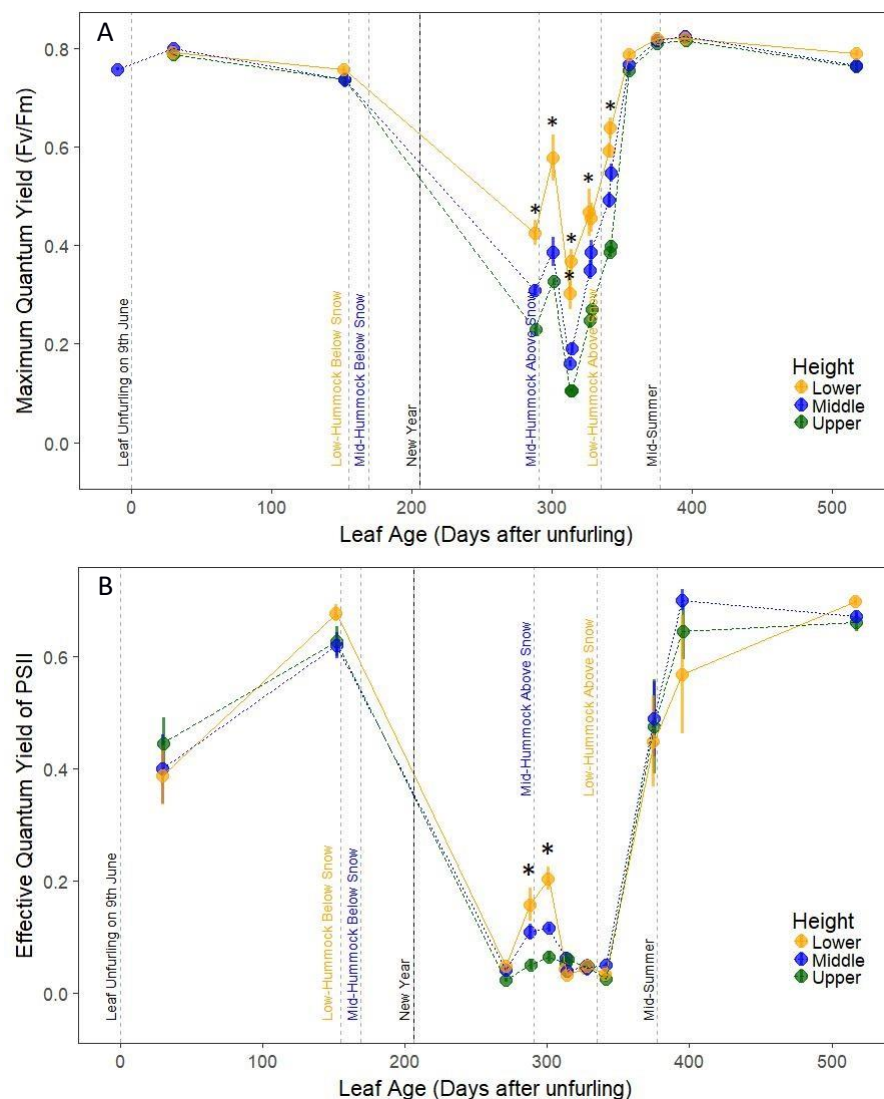 A
Maximum Quantum Yield (Fv/Fm)
0.8
0.6
0.4
0.2
0.0
Leaf Unfurling on 9th June
Low-Hummock Below Snow
Mid-Hummock Below Snow
New Year
Mid-Hummock Above Snow
Low-Hummock Above Snow
Mid-Summer
*
*
*
*
*
*
Height
Lower
Middle
Upper
0
100
200
300
400
500
Leaf Age (Days after unfurling)
B
Effective Quantum Yield of PSII
0.6
0.4
0.2
0.0
Leaf Unfurling on 9th June
Low-Hummock Below Snow
Mid-Hummock Below Snow
New Year
Mid-Hummock Above Snow
Low-Hummock Above Snow
Mid-Summer
*
*
Height
Lower
Middle
Upper
0
100
200
300
400
500
Leaf Age (Days after unfurling)